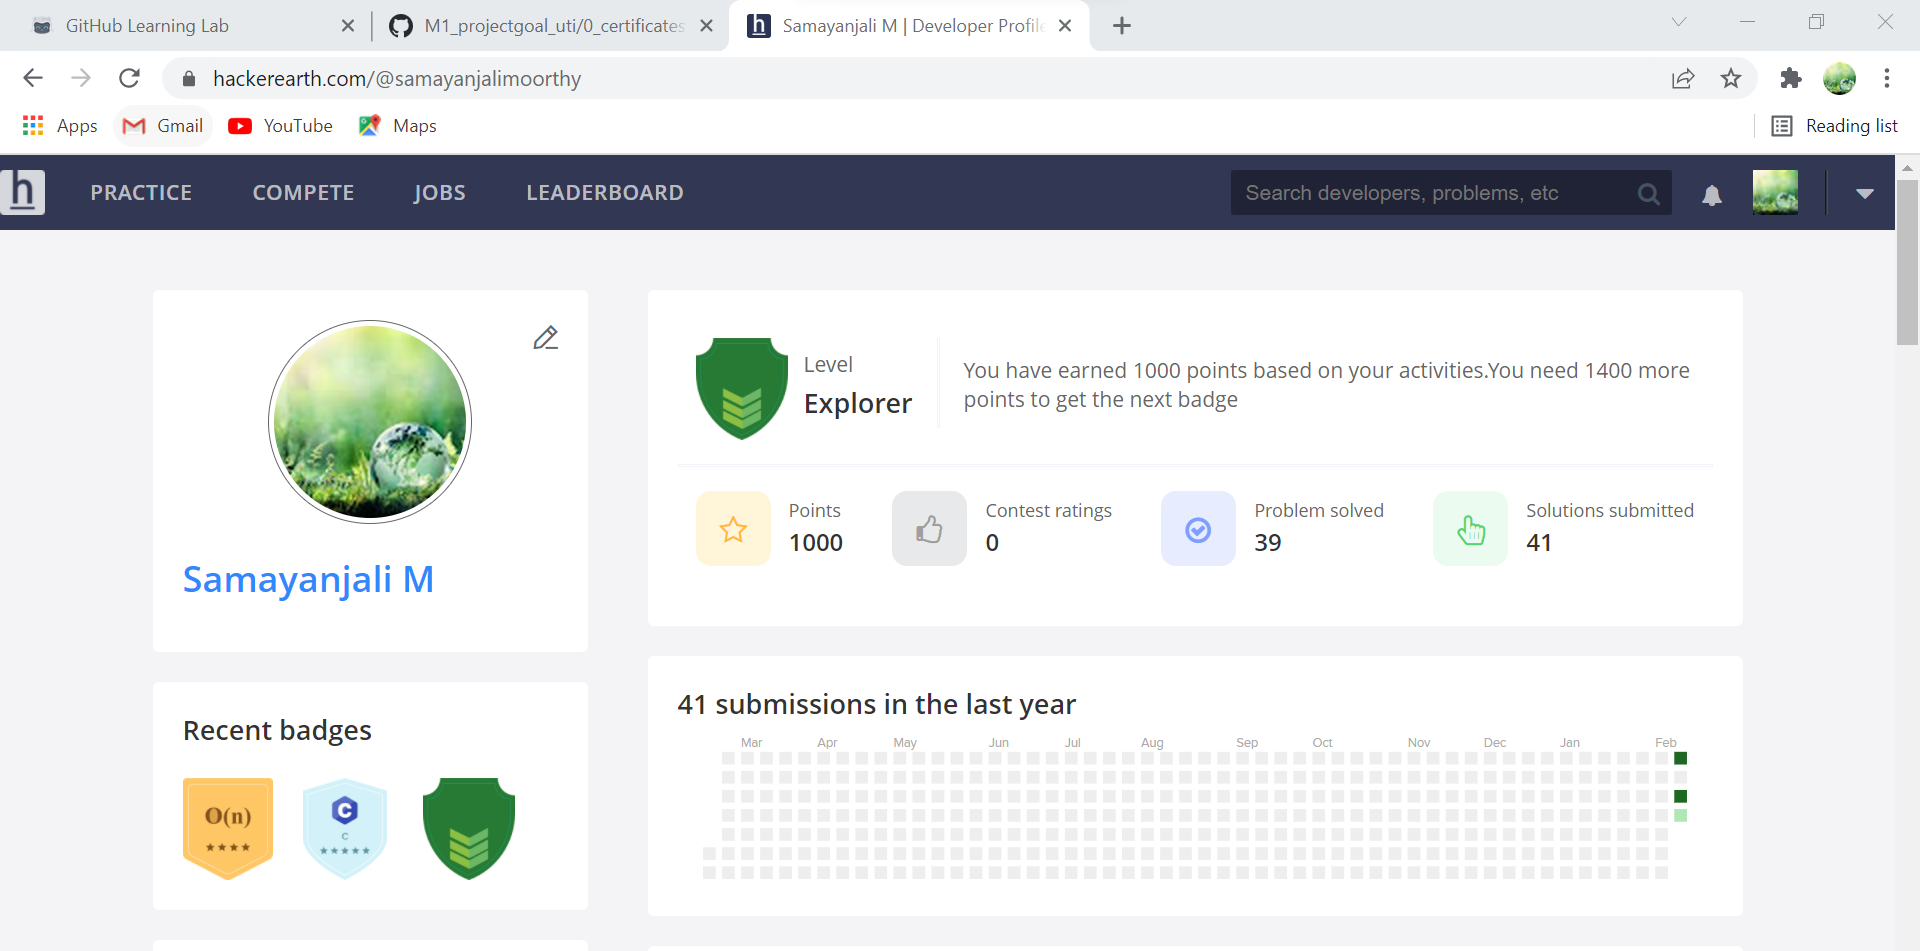 GitHub Learning Lab
M1_projectgoal_uti/0_certificates
Samayanjali M | Developer Profile
hackerearth.com/@samayanjalimoorthy
Apps
Gmail
YouTube
Maps
Reading list
h
PRACTICE
COMPETE
JOBS
LEADERBOARD
Search developers, problems, etc
Level
Explorer
You have earned 1000 points based on your activities.You need 1400 more
points to get the next badge
Points
1000
Contest ratings
0
Problem solved
39
Solutions submitted
41
Samayanjali M
Recent badges
O(n)
C
C
41 submissions in the last year
Mar Apr May Jun Jul Aug Sep Oct Nov Dec Jan Feb